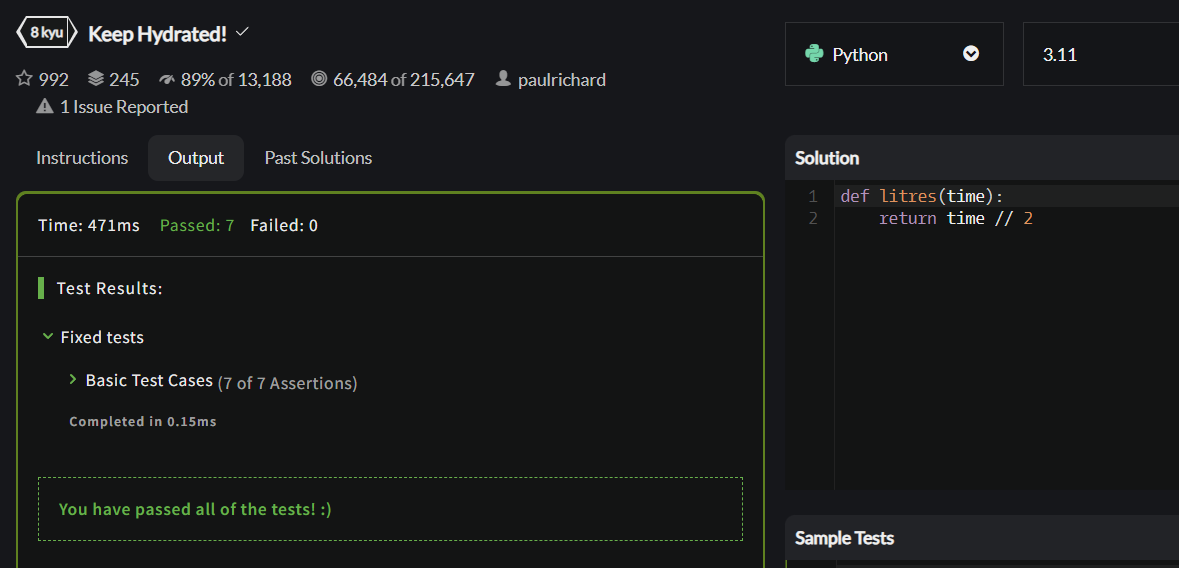 8 kyu Keep Hydrated!
992 245 89% of 13,188 66,484 of 215,647 paulrichard
1 Issue Reported
Instructions Output Past Solutions
Time: 471ms Passed: 7 Failed: 0
Test Results:
Fixed tests
Basic Test Cases (7 of 7 Assertions)
Completed in 0.15ms
You have passed all of the tests! :)
Python 3.11
Solution
1 def litres(time):
2     return time // 2
Sample Tests